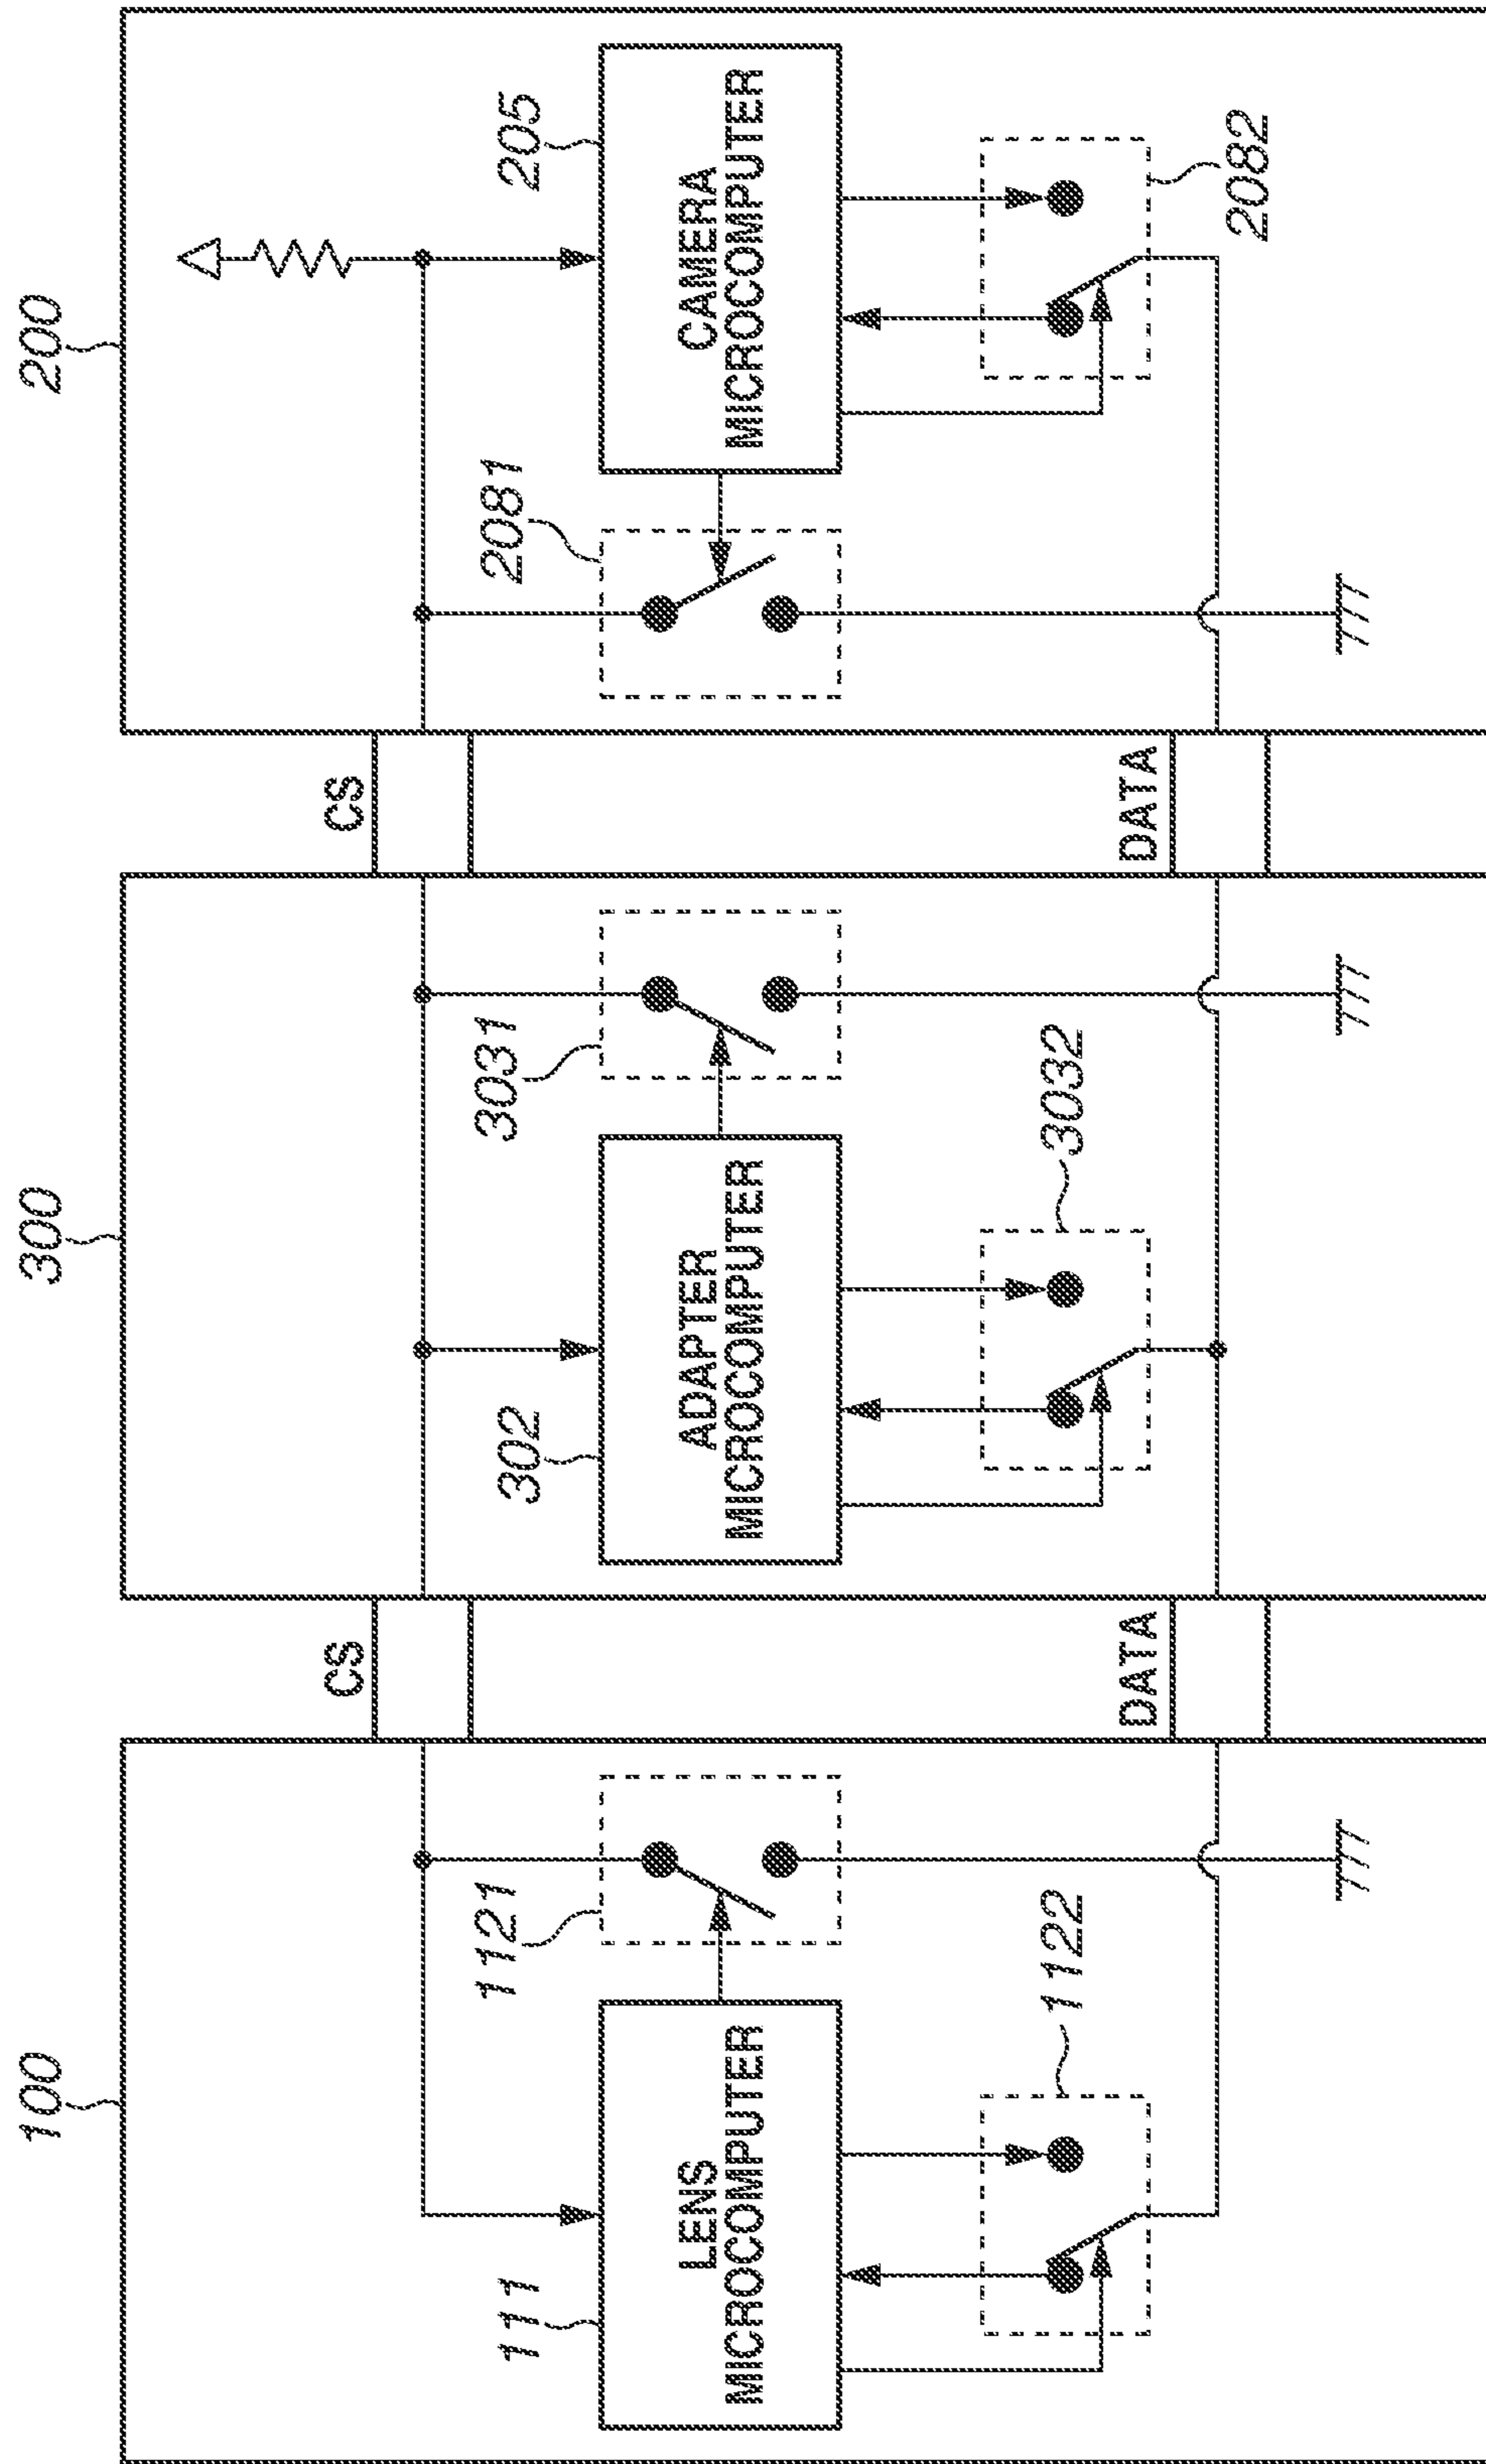 100
300
200
CS
CS
111
LENS
MICROCOMPUTER
1121
302
ADAPTER
MICROCOMPUTER
3031
2081
205
CAMERA
MICROCOMPUTER
1122
3032
2082
DATA
DATA